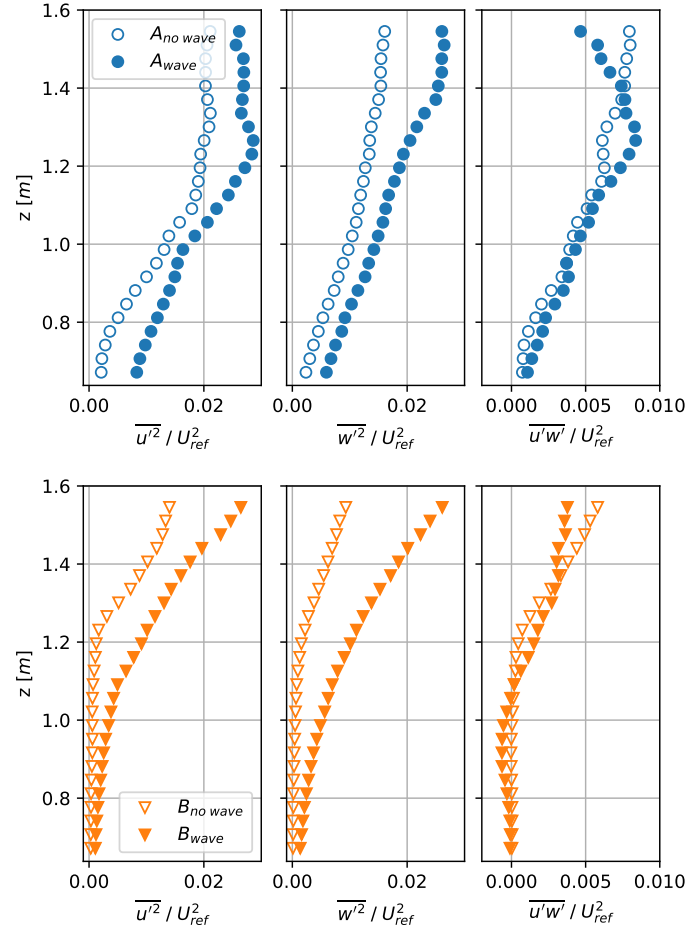 1.6
1.4
1.2
1.0
0.8
z [m]
A_no wave
A_wave
0.00 0.02 0.00 0.02 0.000 0.005 0.010
u′² / U²_ref w′² / U²_ref u′w′ / U²_ref
1.6
1.4
1.2
1.0
0.8
z [m]
B_no wave
B_wave
0.00 0.02 0.00 0.02 0.000 0.005 0.010
u′² / U²_ref w′² / U²_ref u′w′ / U²_ref